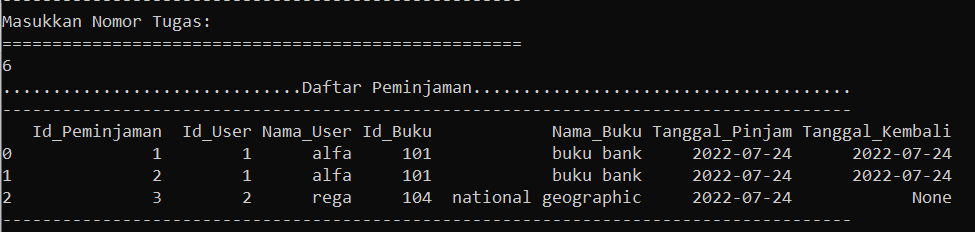 ---------------------------------------------------
Masukkan Nomor Tugas:
===================================================
6
..............................Daftar Peminjaman......................................
-------------------------------------------------------------------------------------
   Id_Peminjaman  Id_User Nama_User Id_Buku            Nama_Buku Tanggal_Pinjam Tanggal_Kembali
0              1        1      alfa     101            buku bank     2022-07-24      2022-07-24
1              2        1      alfa     101            buku bank     2022-07-24      2022-07-24
2              3        2      rega     104  national geographic     2022-07-24            None
-------------------------------------------------------------------------------------